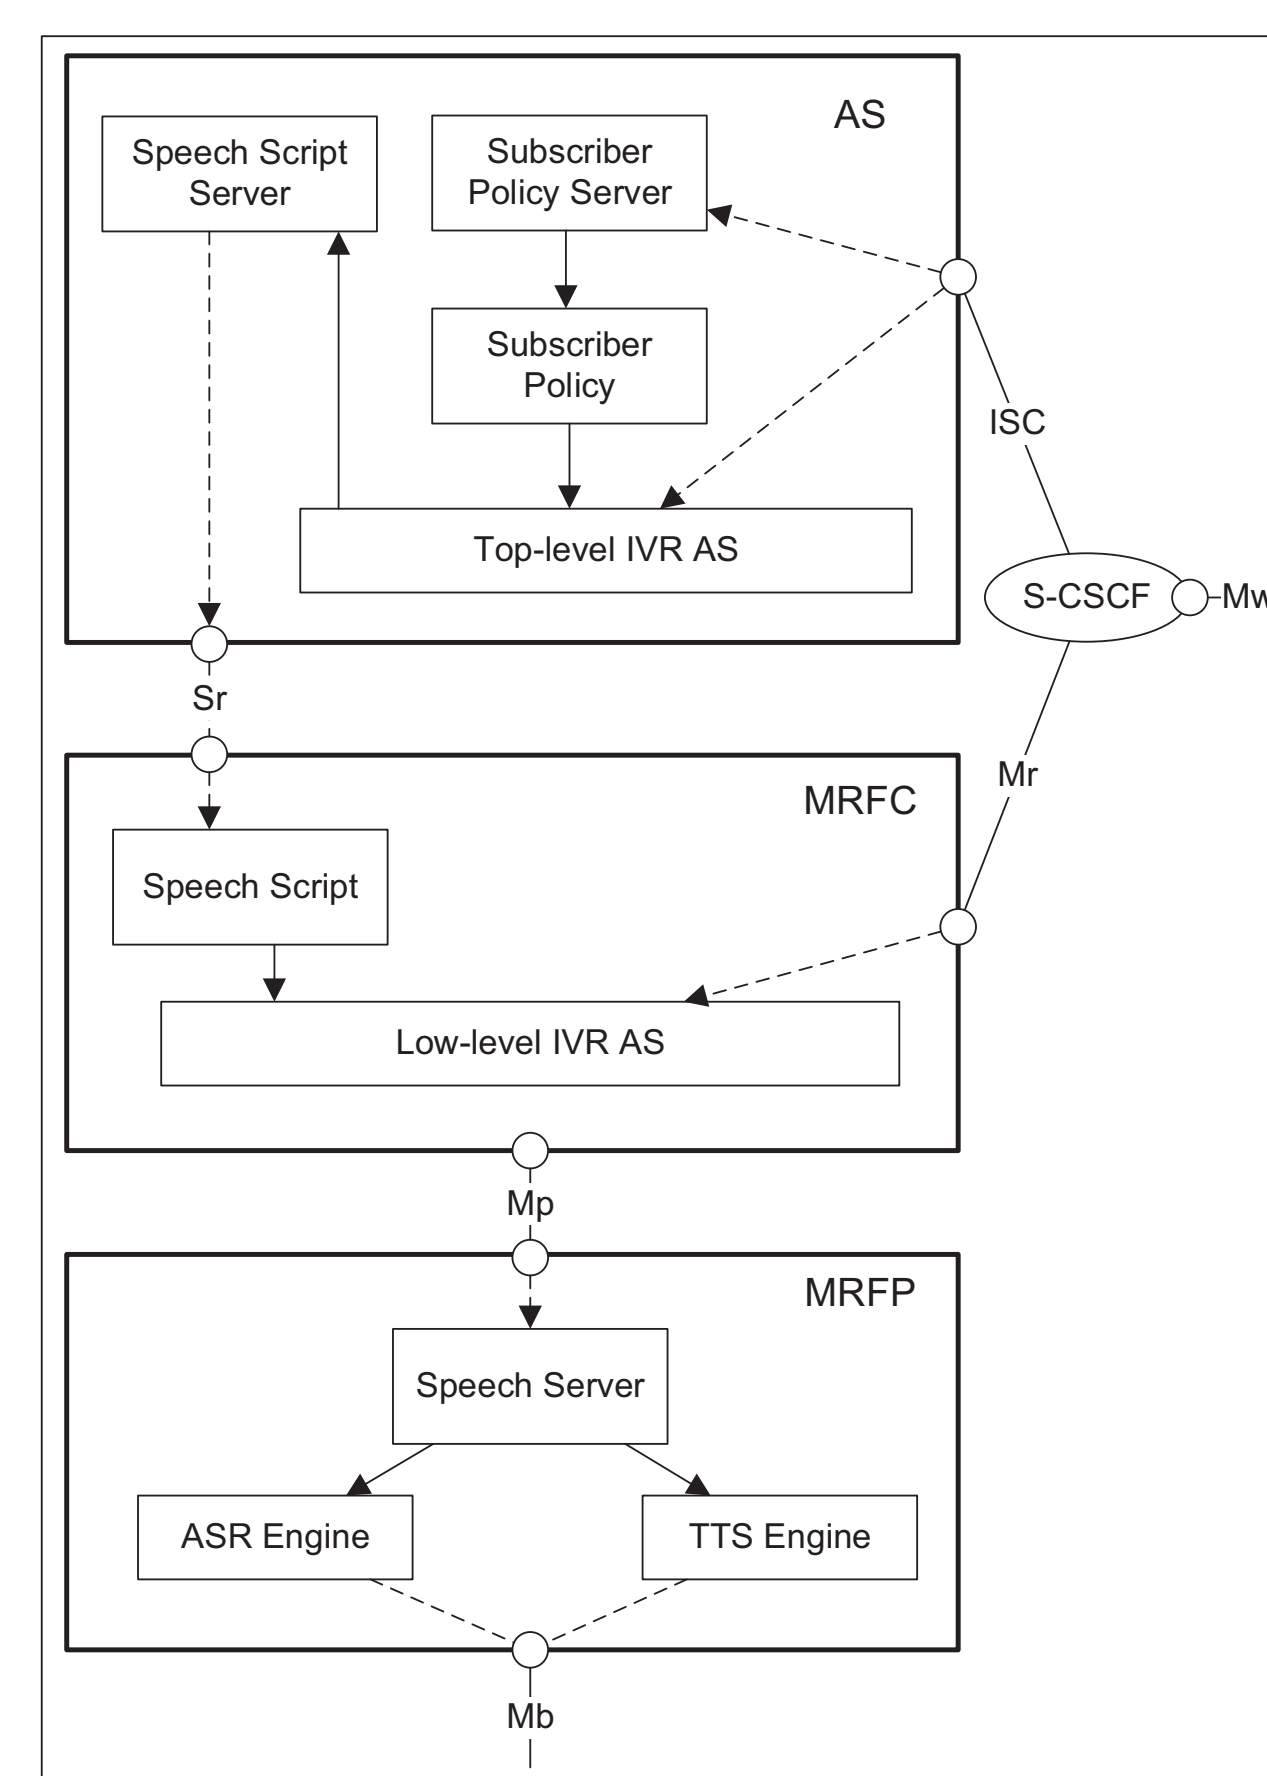 AS
Speech Script
Server
Subscriber
Policy Server
Subscriber
Policy
ISC
Top-level IVR AS
S-CSCF
Mw
Sr
Mr
MRFC
Speech Script
Low-level IVR AS
Mp
MRFP
Speech Server
ASR Engine
TTS Engine
Mb